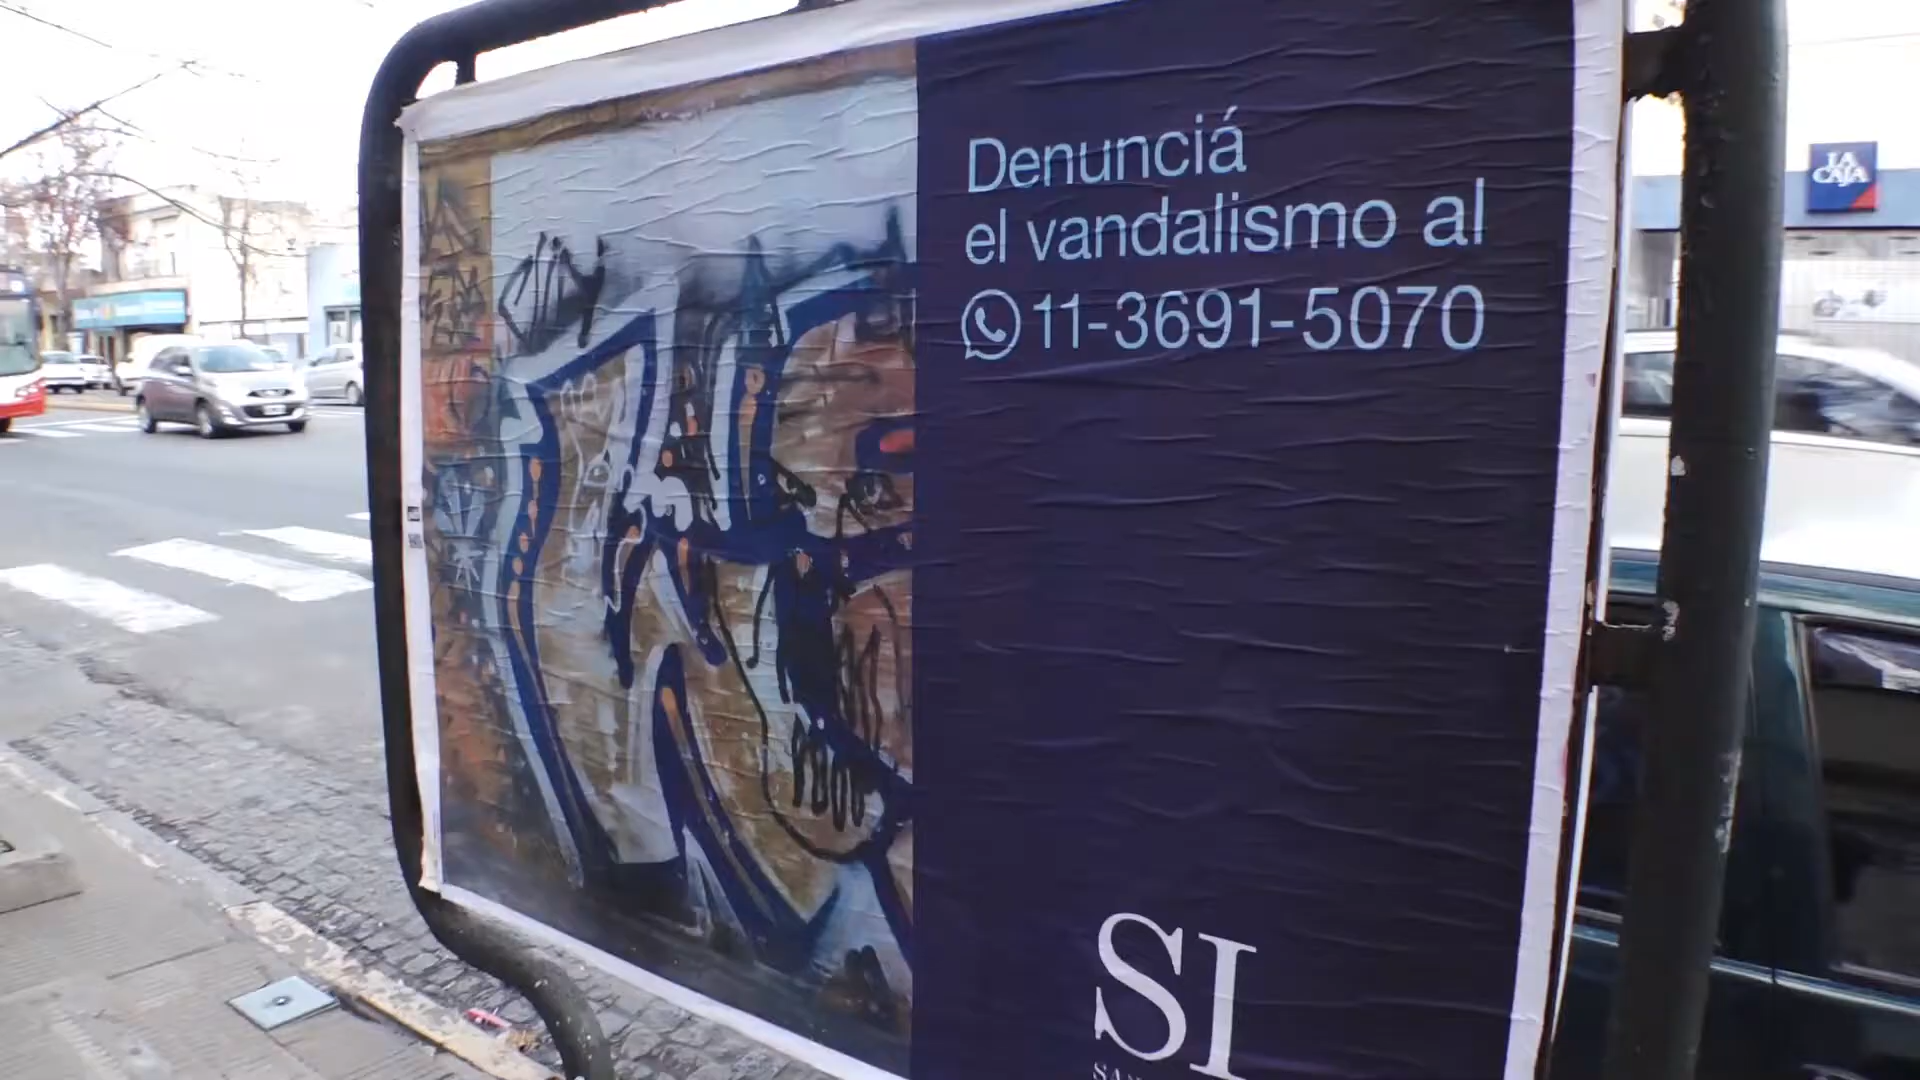 Denunciá
el vandalismo al
11-3691-5070
SI
LA
CAJA